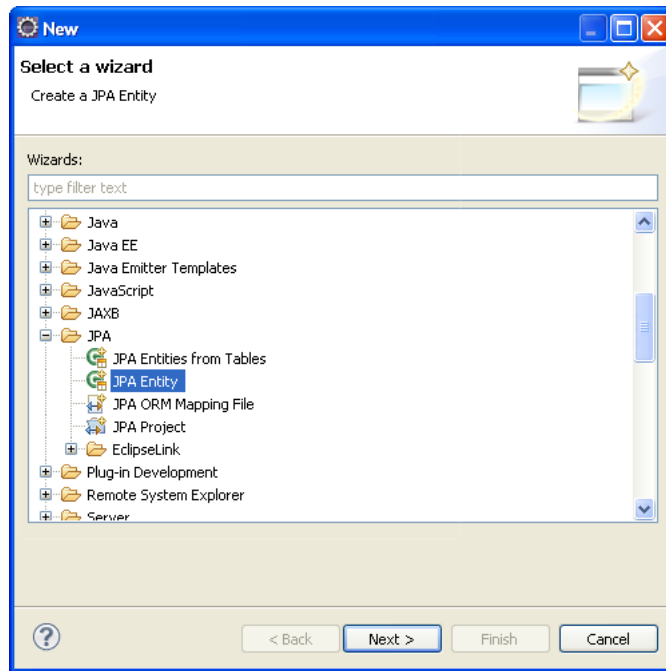 New
Select a wizard
Create a JPA Entity
Wizards:
type filter text
Java
Java EE
Java Emitter Templates
JavaScript
JAXB
JPA
JPA Entities from Tables
JPA Entity
JPA ORM Mapping File
JPA Project
EclipseLink
Plug-in Development
Remote System Explorer
Server
?
< Back Next > Finish Cancel